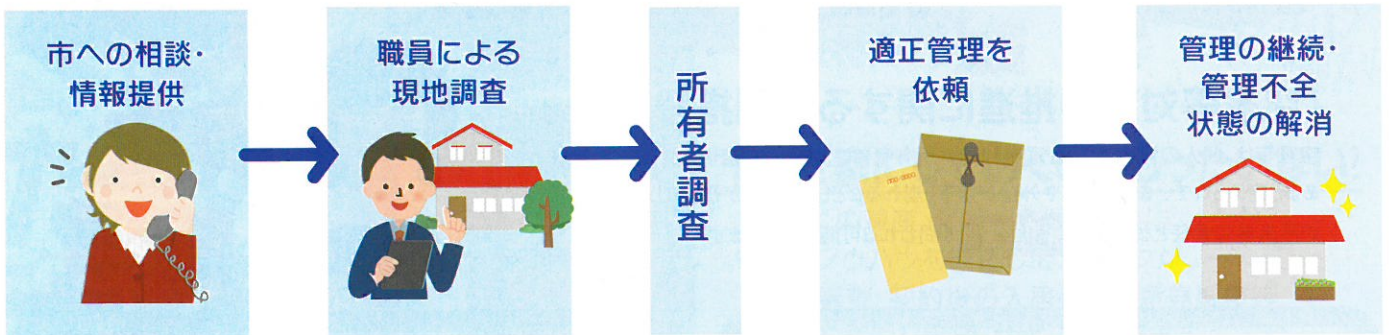 市への相談・
情報提供
職員による
現地調査
所有者調査
適正管理を
依頼
管理の継続・
管理不全
状態の解消